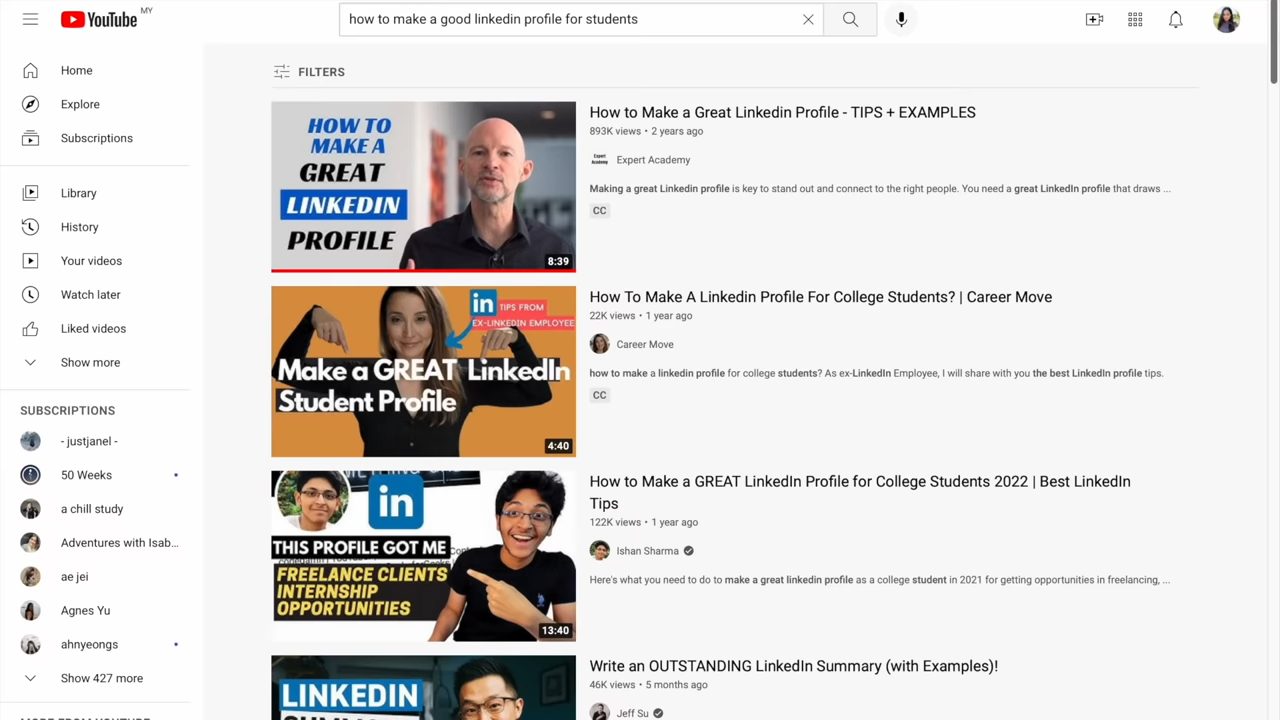 YouTube MY
how to make a good linkedin profile for students
Home
Explore
Subscriptions
Library
History
Your videos
Watch later
Liked videos
Show more
SUBSCRIPTIONS
- justjanel -
50 Weeks
a chill study
Adventures with Isab...
ae jei
Agnes Yu
ahnyeongs
Show 427 more
MORE FROM YOUTUBE
FILTERS
HOW TO
MAKE A
GREAT
LINKEDIN
PROFILE
8:39
How to Make a Great Linkedin Profile - TIPS + EXAMPLES
893K views • 2 years ago
Expert Academy
Expert Academy
Making a great Linkedin profile is key to stand out and connect to the right people. You need a great LinkedIn profile that draws ...
CC
in TIPS FROM
EX-LINKEDIN EMPLOYEE
Make a GREAT LinkedIn
Student Profile
4:40
How To Make A Linkedin Profile For College Students? | Career Move
22K views • 1 year ago
Career Move
how to make a linkedin profile for college students? As ex-LinkedIn Employee, I will share with you the best LinkedIn profile tips.
CC
in
THIS PROFILE GOT ME
FREELANCE CLIENTS
INTERNSHIP
OPPORTUNITIES
13:40
How to Make a GREAT LinkedIn Profile for College Students 2022 | Best LinkedIn
Tips
122K views • 1 year ago
Ishan Sharma
Here's what you need to do to make a great linkedin profile as a college student in 2021 for getting opportunities in freelancing, ...
LINKEDIN
Write an OUTSTANDING LinkedIn Summary (with Examples)!
46K views • 5 months ago
Jeff Su